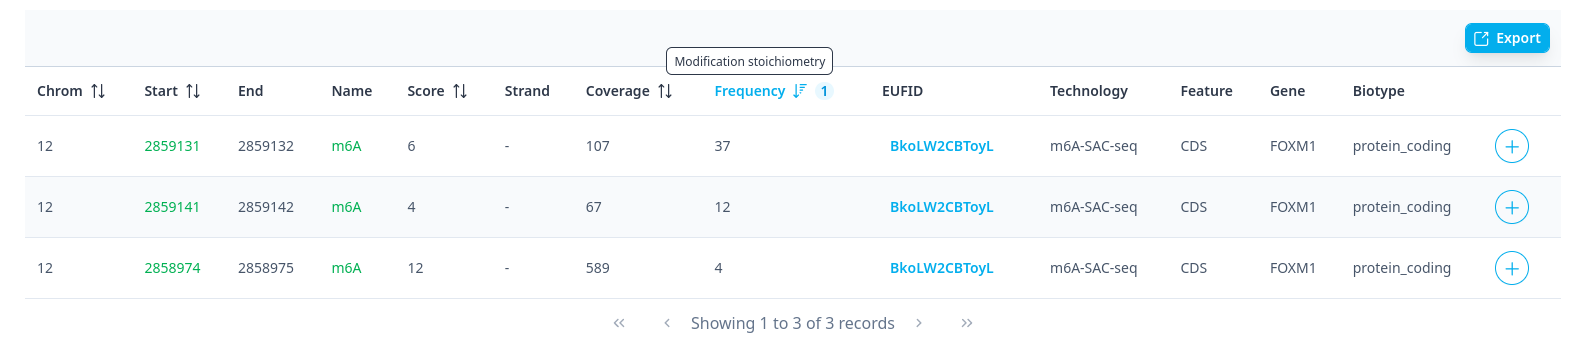 Export
Modification stoichiometry
Chrom Start End Name Score Strand Coverage Frequency 1 EUFID Technology Feature Gene Biotype
12 2859131 2859132 m6A 6 - 107 37 BkoLW2CBToyL m6A-SAC-seq CDS FOXM1 protein_coding
12 2859141 2859142 m6A 4 - 67 12 BkoLW2CBToyL m6A-SAC-seq CDS FOXM1 protein_coding
12 2858974 2858975 m6A 12 - 589 4 BkoLW2CBToyL m6A-SAC-seq CDS FOXM1 protein_coding
« ‹ Showing 1 to 3 of 3 records › »